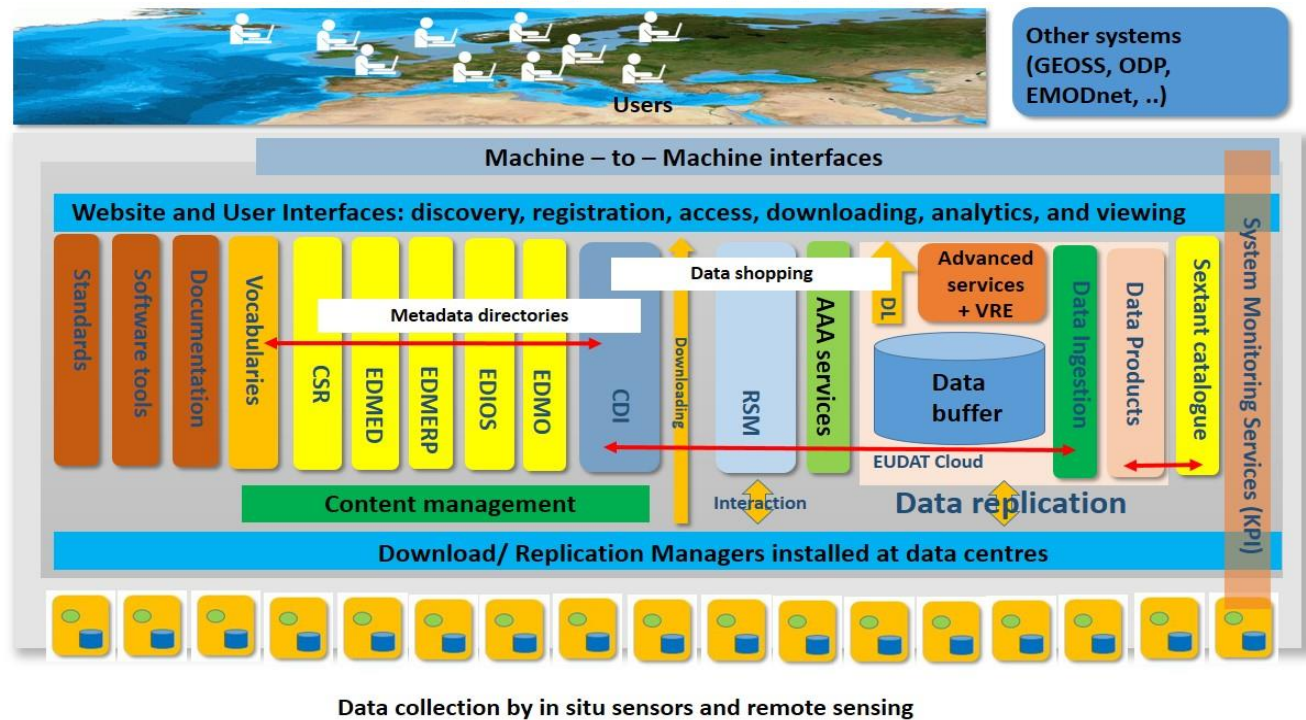 Users
Other systems
(GEOSS, ODP,
EMODnet, ..)
Machine – to – Machine interfaces
Website and User Interfaces: discovery, registration, access, downloading, analytics, and viewing
Standards
Software tools
Documentation
Vocabularies
CSR
EDMED
EDMERP
EDIOS
EDMO
Metadata directories
CDI
Downloading
Data shopping
RSM
AAA services
DL
Advanced
services
+ VRE
Data
buffer
EUDAT Cloud
Data Ingestion
Data Products
Sextant catalogue
System Monitoring Services (KPI)
Content management
Interaction
Data replication
Download/ Replication Managers installed at data centres
Data collection by in situ sensors and remote sensing